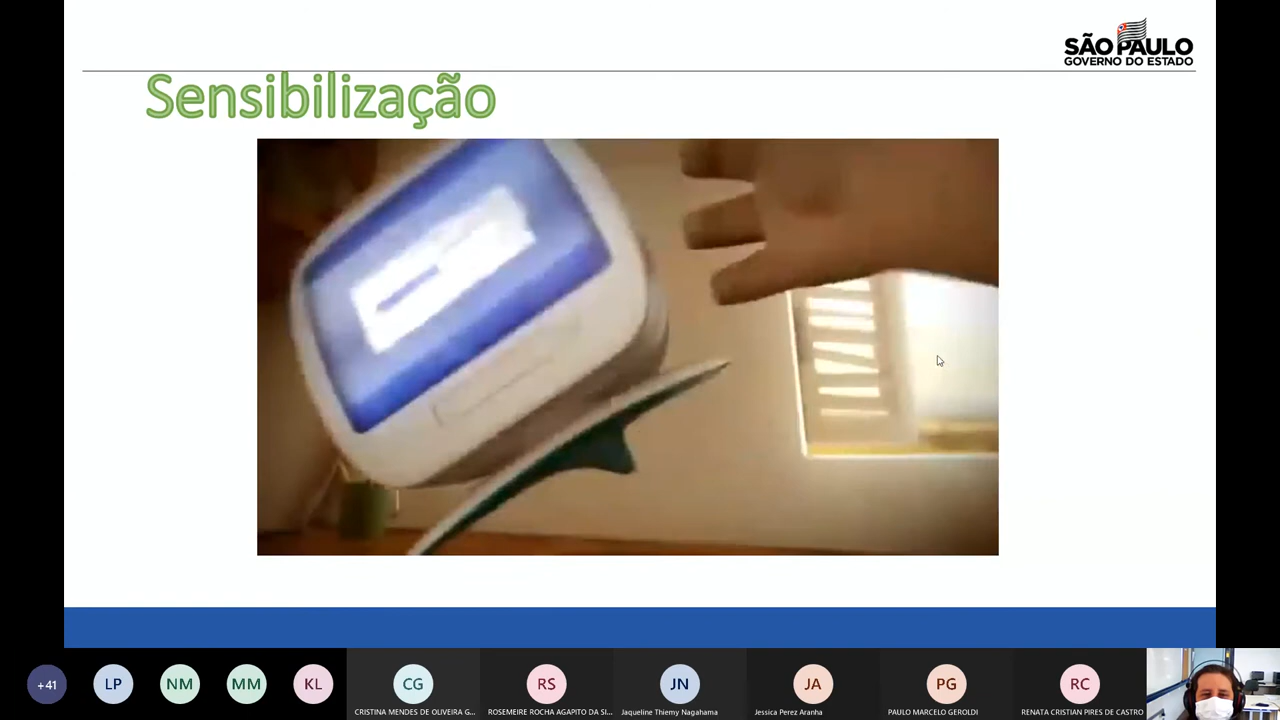 SÃO PAULO
GOVERNO DO ESTADO
Sensibilização
+41
LP
NM
MM
KL
CG
RS
JN
JA
PG
RC
CRISTINA MENDES DE OLIVEIRA G...
ROSEMEIRE ROCHA AGAPITO DA SI...
Jaqueline Thiemy Nagahama
Jessica Perez Aranha
PAULO MARCELO GEROLDI
RENATA CRISTIAN PIRES DE CASTRO